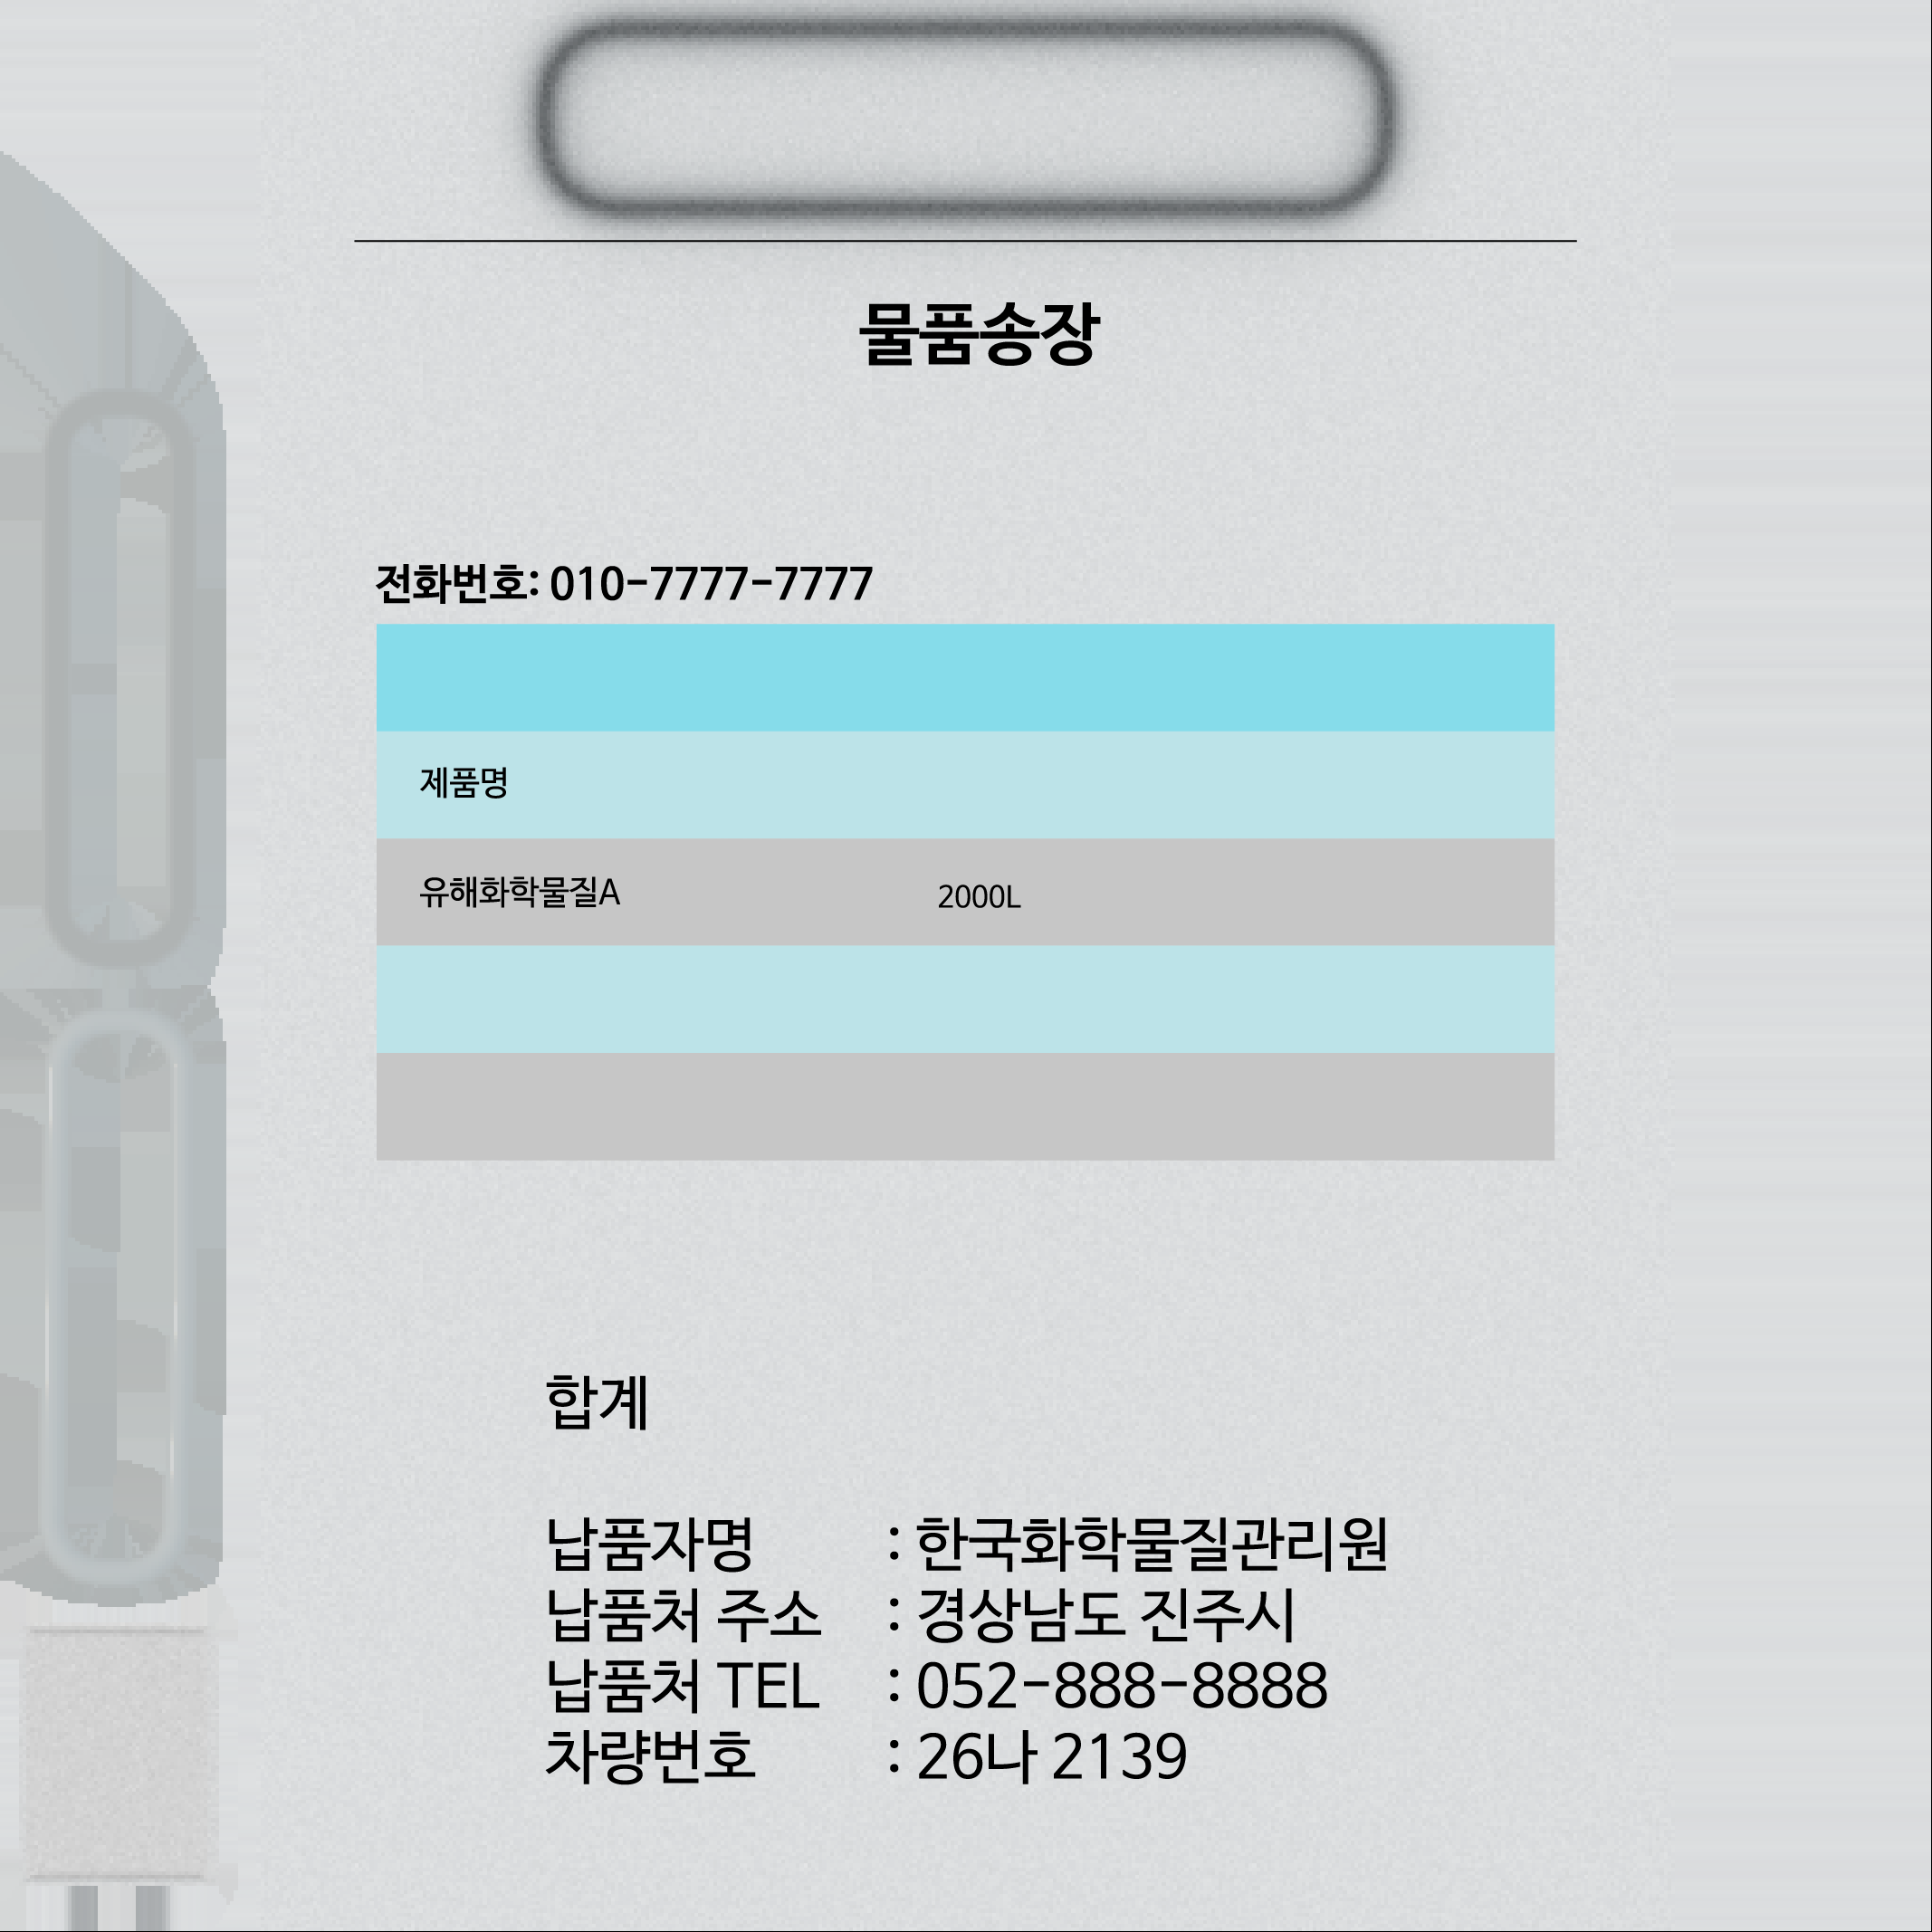 물품송장
전화번호: 010-7777-7777
제품명
유해화학물질A 2000L
합계
납품자명 : 한국화학물질관리원
납품처 주소 : 경상남도 진주시
납품처 TEL : 052-888-8888
차량번호 : 26나 2139